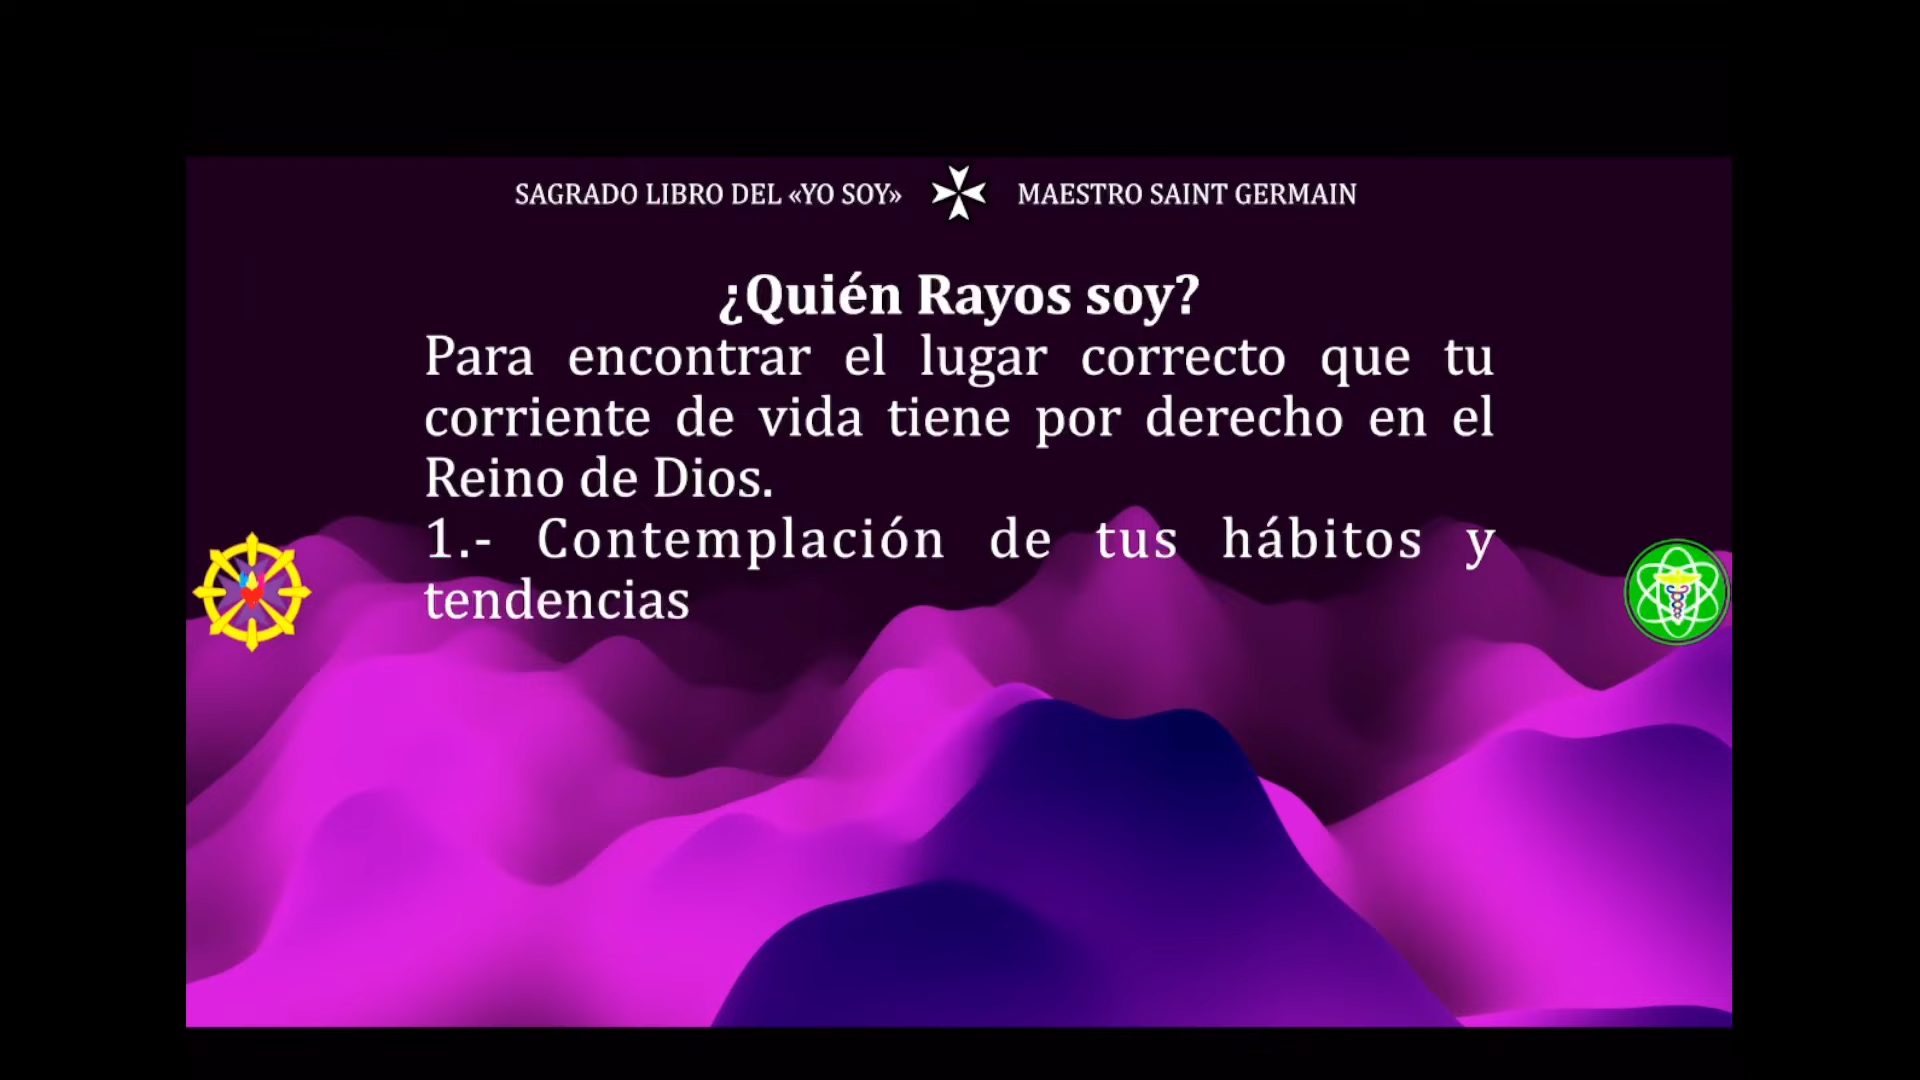 SAGRADO LIBRO DEL «YO SOY» MAESTRO SAINT GERMAIN
¿Quién Rayos soy?
Para encontrar el lugar correcto que tu
corriente de vida tiene por derecho en el
Reino de Dios.
1.- Contemplación de tus hábitos y
tendencias